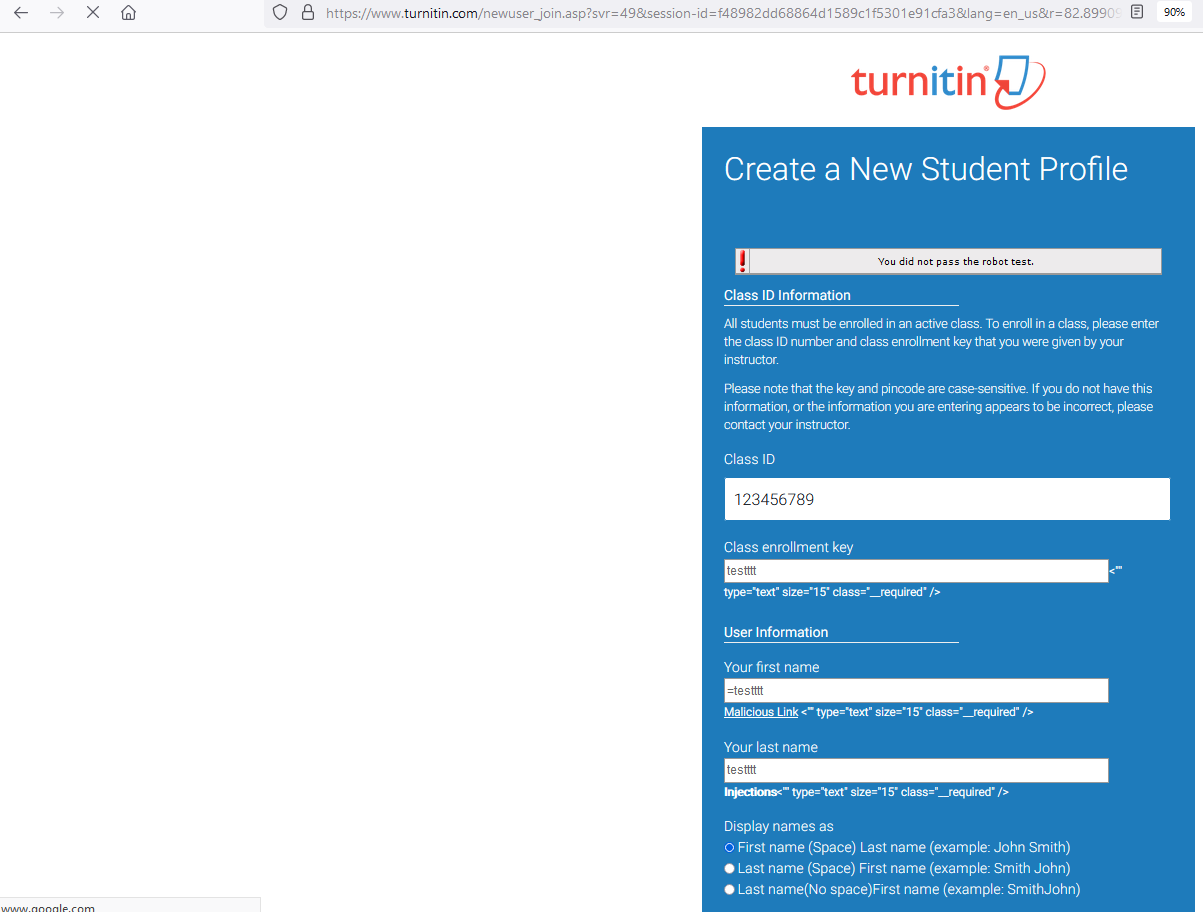 https://www.turnitin.com/newuser_join.asp?svr=49&session-id=f48982dd68864d1589c1f5301e91cfa3&lang=en_us&r=82.89909
90%
turnitin®
Create a New Student Profile
You did not pass the robot test.
Class ID Information
All students must be enrolled in an active class. To enroll in a class, please enter
the class ID number and class enrollment key that you were given by your
instructor.
Please note that the key and pincode are case-sensitive. If you do not have this
information, or the information you are entering appears to be incorrect, please
contact your instructor.
Class ID
123456789
Class enrollment key
testttt <""
type="text" size="15" class="__required" />
User Information
Your first name
=testttt
Malicious Link <"" type="text" size="15" class="__required" />
Your last name
testttt
Injections<"" type="text" size="15" class="__required" />
Display names as
First name (Space) Last name (example: John Smith)
Last name (Space) First name (example: Smith John)
Last name(No space)First name (example: SmithJohn)
www.google.com